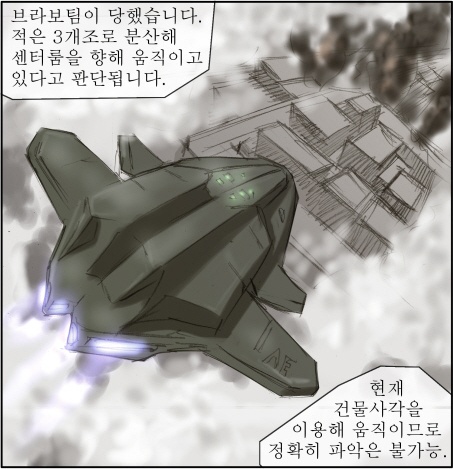 브라보팀이 당했습니다.
적은 3개조로 분산해
센터룸을 향해 움직이고
있다고 판단됩니다.
현재
건물사각을
이용해 움직이므로
정확히 파악은 불가능.